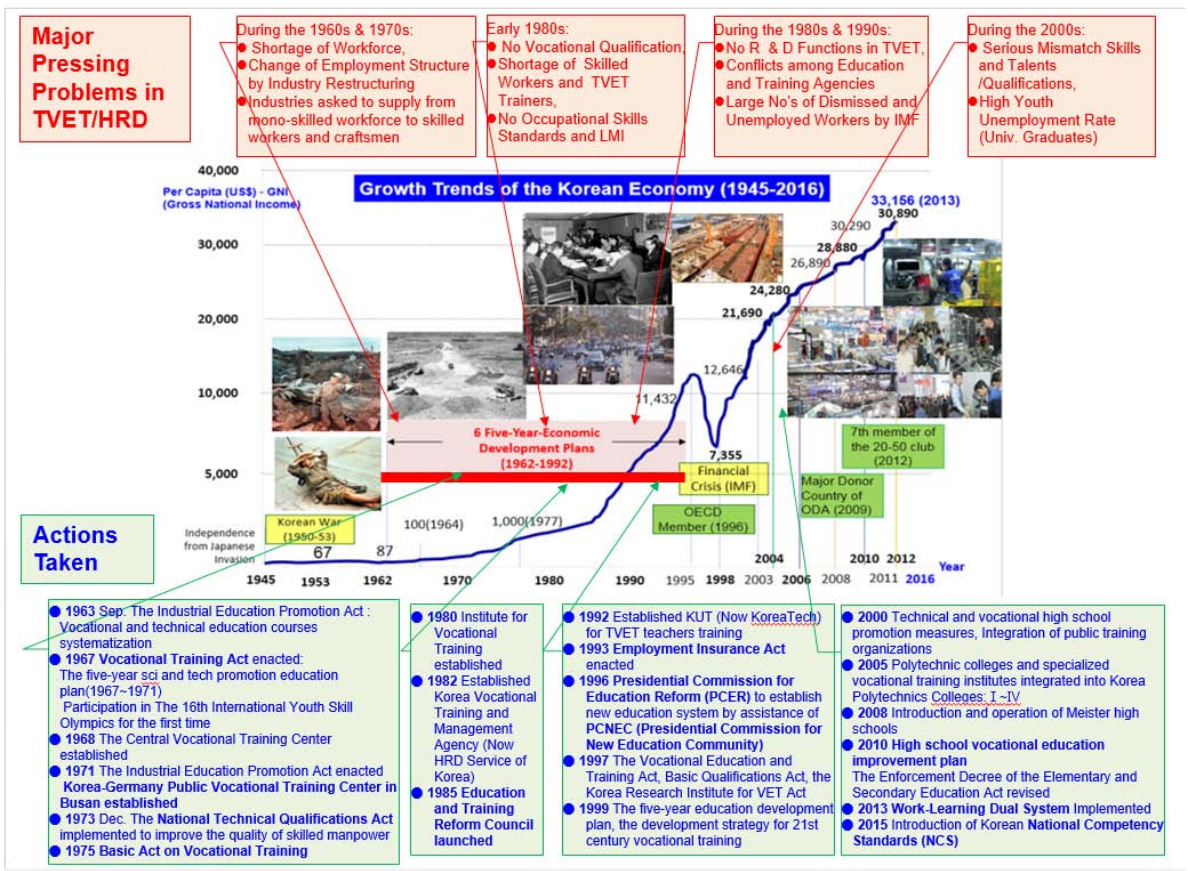 Major
Pressing
Problems in
TVET/HRD
During the 1960s & 1970s:
● Shortage of Workforce,
● Change of Employment Structure
by Industry Restructuring
● Industries asked to supply from
mono-skilled workforce to skilled
workers and craftsmen
Early 1980s:
● No Vocational Qualification,
● Shortage of Skilled
Workers and TVET
Trainers,
● No Occupational Skills
Standards and LMI
During the 1980s & 1990s:
● No R & D Functions in TVET,
● Conflicts among Education
and Training Agencies
● Large No's of Dismissed and
Unemployed Workers by IMF
During the 2000s:
● Serious Mismatch Skills
and Talents
/Qualifications,
● High Youth
Unemployment Rate
(Univ. Graduates)
Growth Trends of the Korean Economy (1945-2016)
Per Capita (US$) - GNI
(Gross National Income)
40,000
30,000
20,000
10,000
5,000
33,156 (2013)
30,890
30,290
28,880
26,890
24,280
21,690
12,646
11,432
7,355
6 Five-Year-Economic
Development Plans
(1962-1992)
Financial
Crisis (IMF)
OECD
Member (1996)
7th member of
the 20-50 club
(2012)
Major Donor
Country of
ODA (2009)
Korean War
(1950-53)
Independence
from Japanese
Invasion
67
87
100(1964)
1,000(1977)
1945
1953
1962
1970
1980
1990
1995
1998
2003
2004
2006
2008
2010
2011
2012
2016
Year
Actions
Taken
● 1963 Sep. The Industrial Education Promotion Act :
Vocational and technical education courses
systematization
● 1967 Vocational Training Act enacted:
The five-year sci and tech promotion education
plan(1967~1971)
Participation in The 16th International Youth Skill
Olympics for the first time
● 1968 The Central Vocational Training Center
established
● 1971 The Industrial Education Promotion Act enacted
Korea-Germany Public Vocational Training Center in
Busan established
● 1973 Dec. The National Technical Qualifications Act
implemented to improve the quality of skilled manpower
● 1975 Basic Act on Vocational Training
● 1980 Institute for
Vocational
Training
established
● 1982 Established
Korea Vocational
Training and
Management
Agency (Now
HRD Service of
Korea)
● 1985 Education
and Training
Reform Council
launched
● 1992 Established KUT (Now KoreaTech)
for TVET teachers training
● 1993 Employment Insurance Act
enacted
● 1996 Presidential Commission for
Education Reform (PCER) to establish
new education system by assistance of
PCNEC (Presidential Commission for
New Education Community)
● 1997 The Vocational Education and
Training Act, Basic Qualifications Act, the
Korea Research Institute for VET Act
● 1999 The five-year education development
plan, the development strategy for 21st
century vocational training
● 2000 Technical and vocational high school
promotion measures, Integration of public training
organizations
● 2005 Polytechnic colleges and specialized
vocational training institutes integrated into Korea
Polytechnics Colleges: Ⅰ~Ⅳ
● 2008 Introduction and operation of Meister high
schools
● 2010 High school vocational education
improvement plan
The Enforcement Decree of the Elementary and
Secondary Education Act revised
● 2013 Work-Learning Dual System Implemented
● 2015 Introduction of Korean National Competency
Standards (NCS)